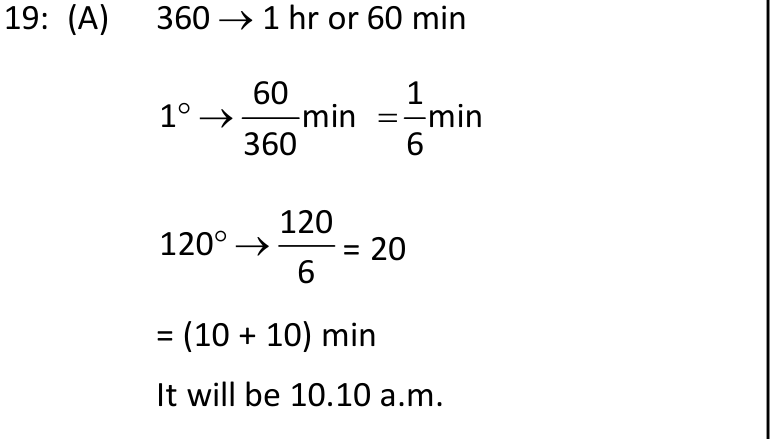 19: (A) 360 → 1 hr or 60 min
1° → 60/360 min = 1/6 min
120° → 120/6 = 20
= (10 + 10) min
It will be 10.10 a.m.